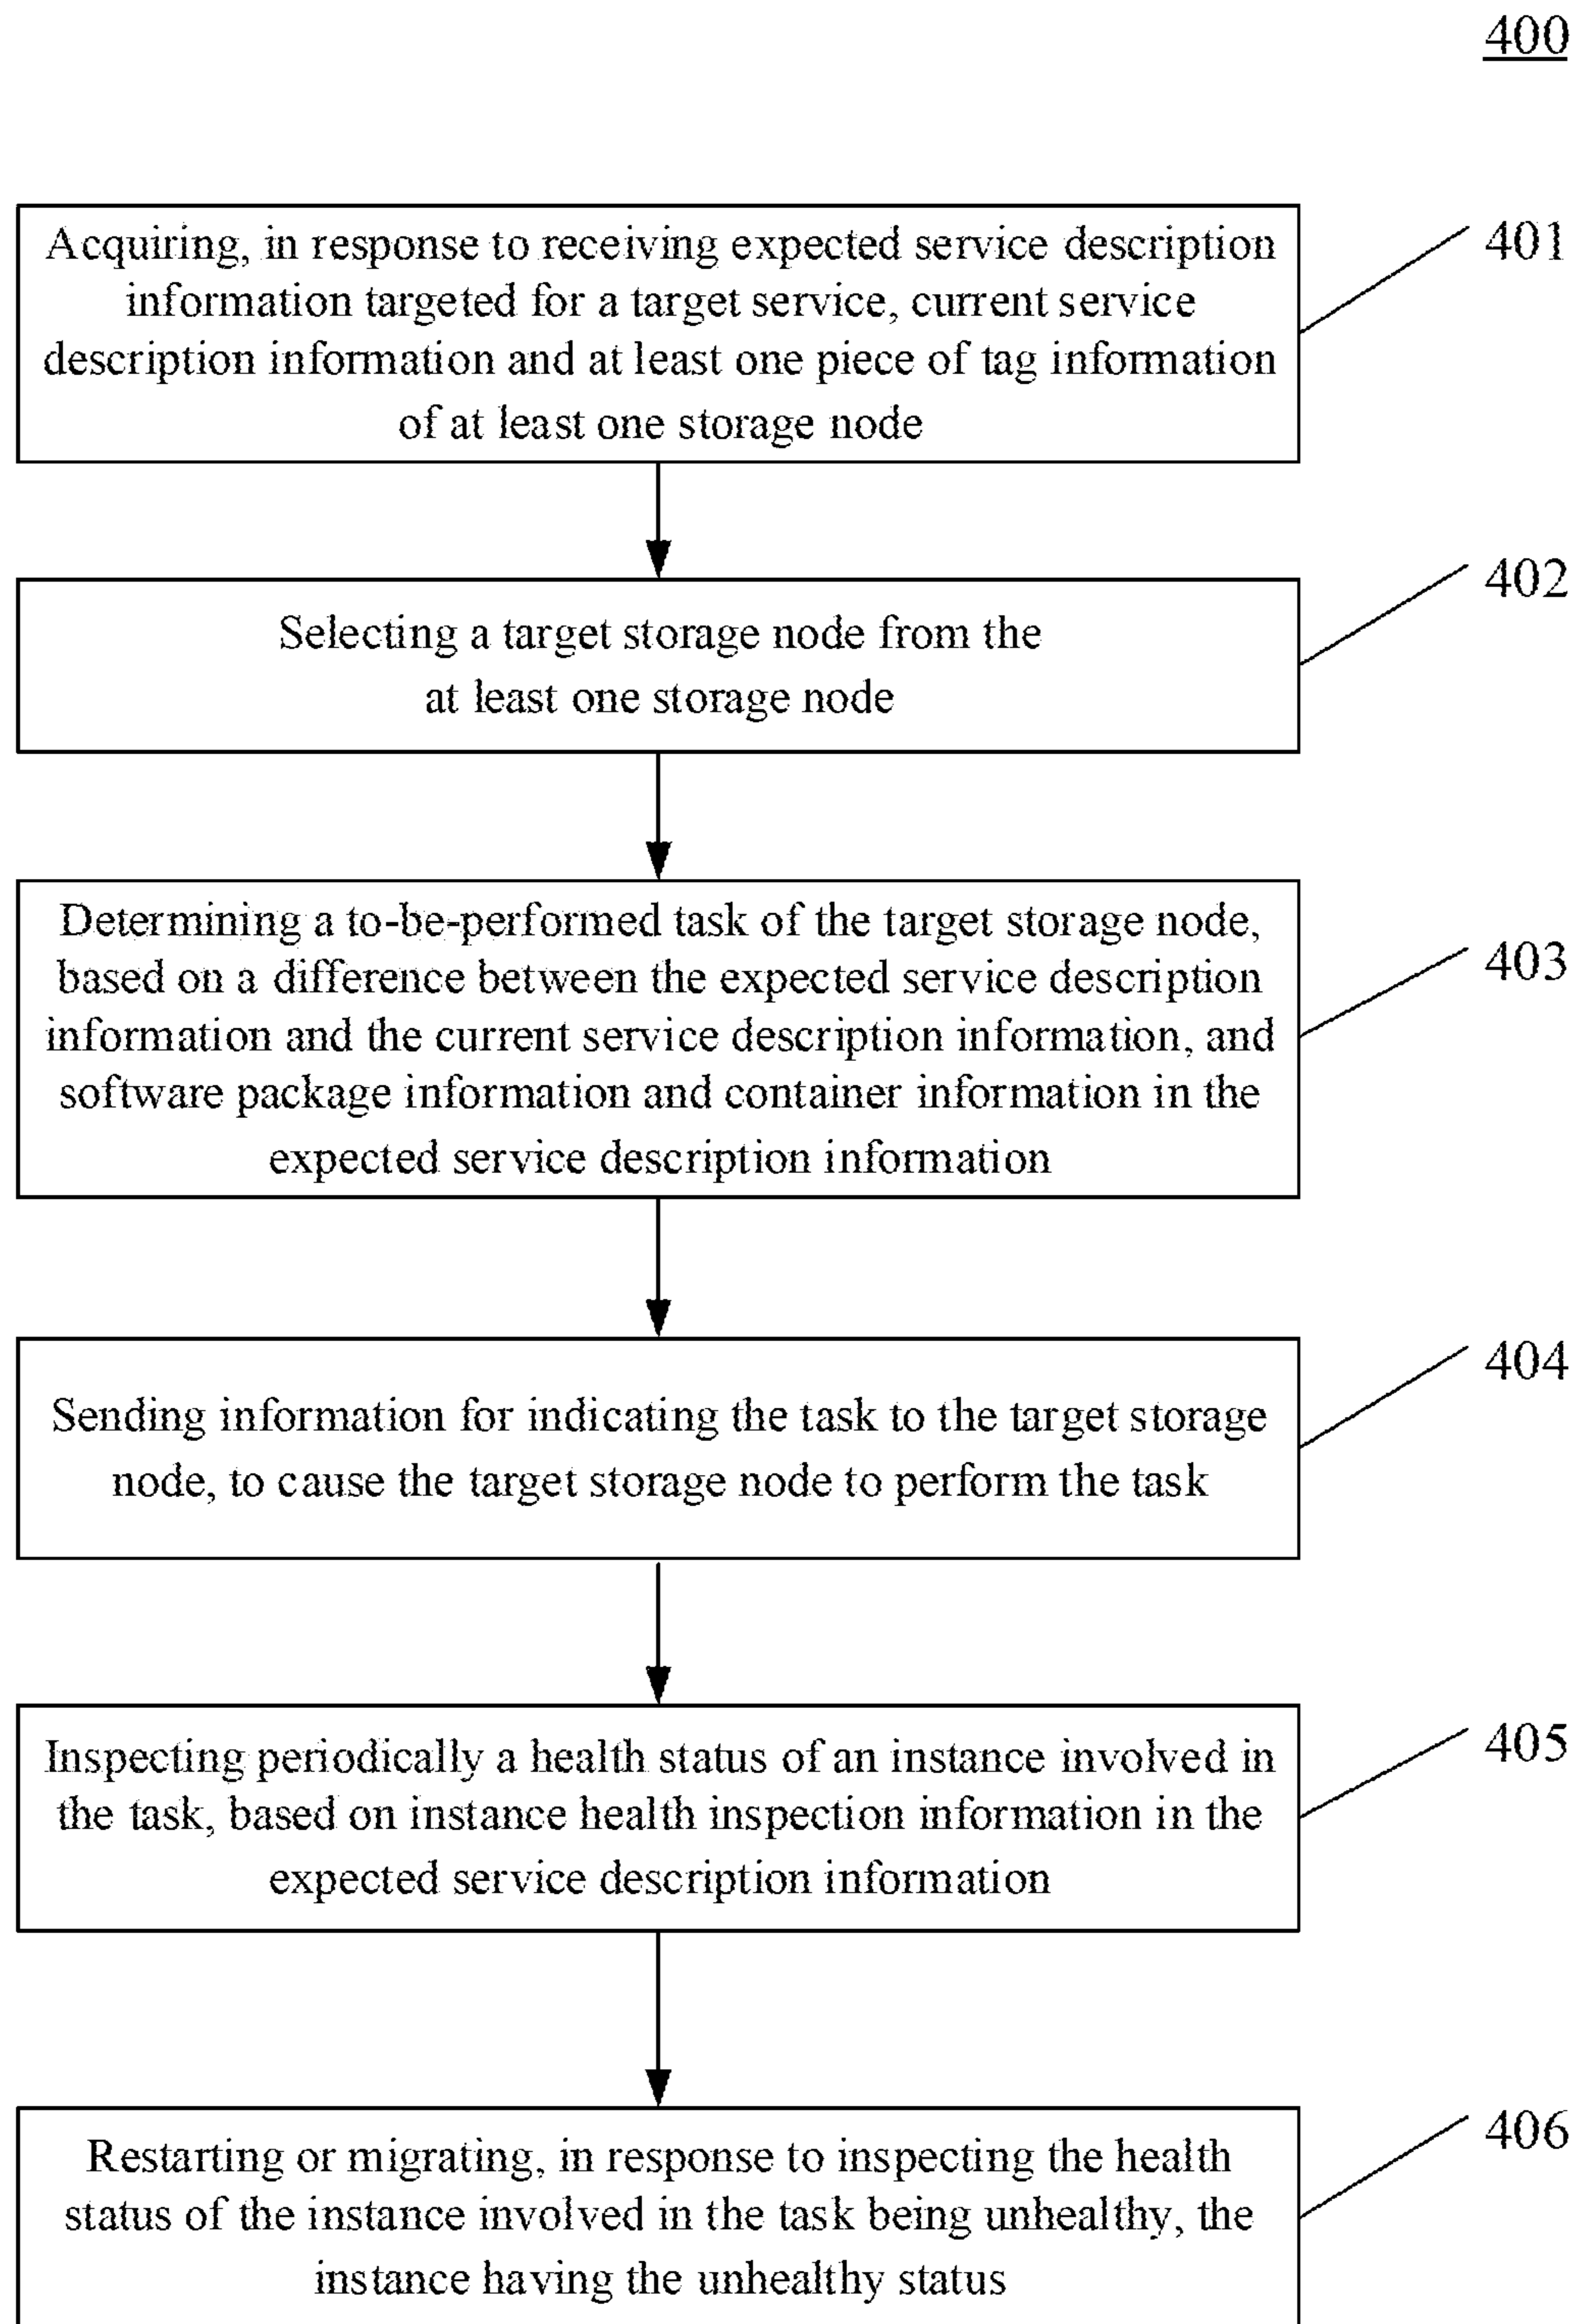 400
Acquiring, in response to receiving expected service description
information targeted for a target service, current service
description information and at least one piece of tag information
of at least one storage node
401
Selecting a target storage node from the
at least one storage node
402
Determining a to-be-performed task of the target storage node,
based on a difference between the expected service description
information and the current service description information, and
software package information and container information in the
expected service description information
403
Sending information for indicating the task to the target storage
node, to cause the target storage node to perform the task
404
Inspecting periodically a health status of an instance involved in
the task, based on instance health inspection information in the
expected service description information
405
Restarting or migrating, in response to inspecting the health
status of the instance involved in the task being unhealthy, the
instance having the unhealthy status
406